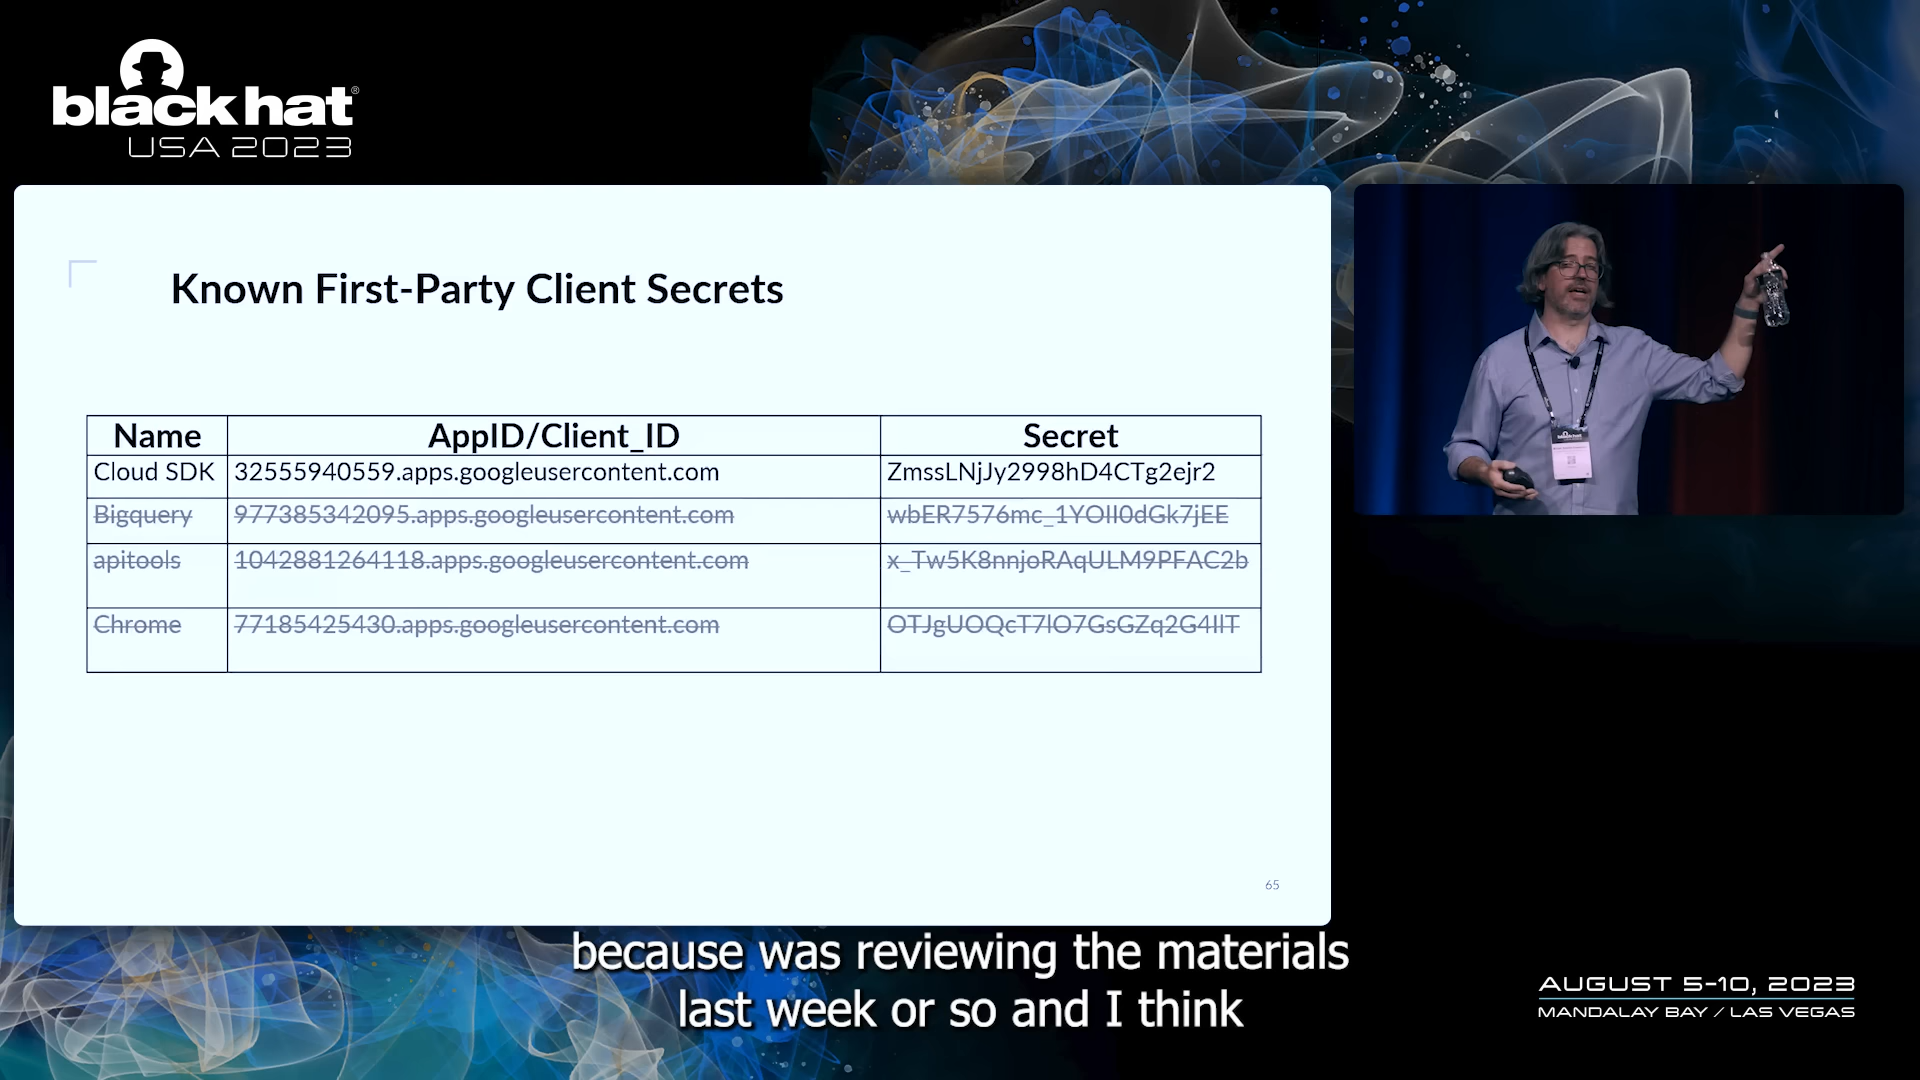 blackhat®
USA 2023
Known First-Party Client Secrets
Name AppID/Client_ID Secret
Cloud SDK 32555940559.apps.googleusercontent.com ZmssLNjJy2998hD4CTg2ejr2
Bigquery 977385342095.apps.googleusercontent.com wbER7576mc_1YOII0dGk7jEE
apitools 1042881264118.apps.googleusercontent.com x_Tw5K8nnjoRAqULM9PFAC2b
Chrome 77185425430.apps.googleusercontent.com OTJgUOQcT7lO7GsGZq2G4IlT
65
because was reviewing the materials
last week or so and I think
AUGUST 5-10, 2023
MANDALAY BAY / LAS VEGAS